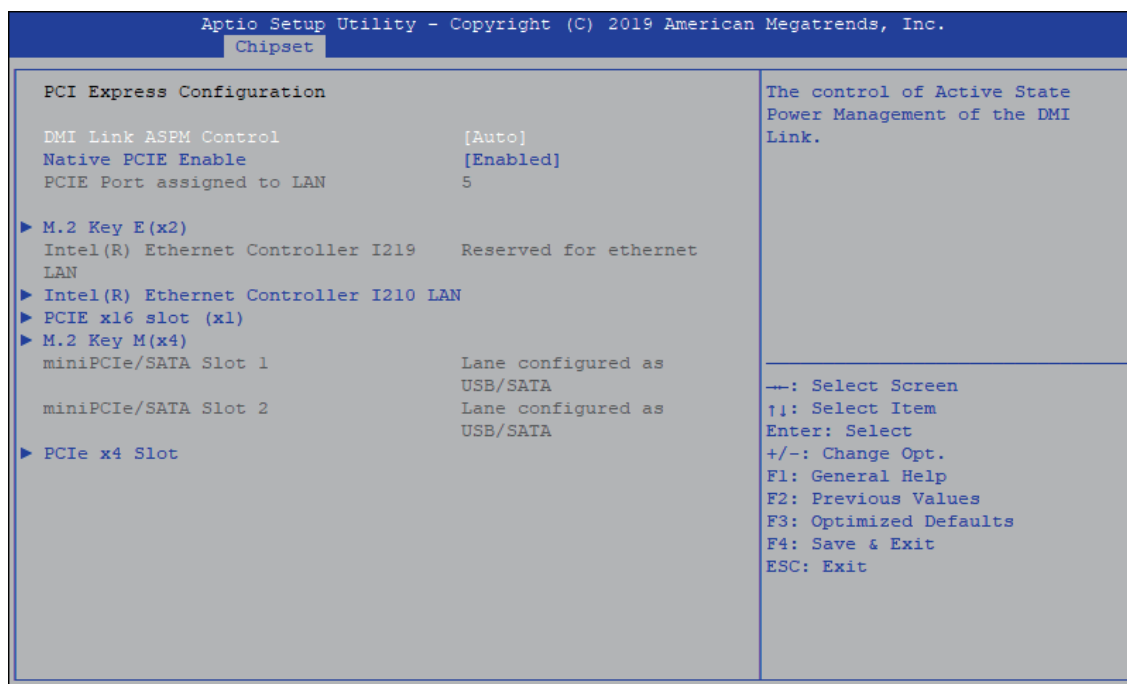 Aptio Setup Utility - Copyright (C) 2019 American Megatrends, Inc.
Chipset
PCI Express Configuration
DMI Link ASPM Control [Auto]
Native PCIE Enable [Enabled]
PCIE Port assigned to LAN 5
► M.2 Key E(x2)
Intel(R) Ethernet Controller I219 Reserved for ethernet
LAN
► Intel(R) Ethernet Controller I210 LAN
► PCIE x16 slot (x1)
► M.2 Key M(x4)
miniPCIe/SATA Slot 1 Lane configured as
USB/SATA
miniPCIe/SATA Slot 2 Lane configured as
USB/SATA
► PCIe x4 Slot
The control of Active State
Power Management of the DMI
Link.
→←: Select Screen
↑↓: Select Item
Enter: Select
+/-: Change Opt.
F1: General Help
F2: Previous Values
F3: Optimized Defaults
F4: Save & Exit
ESC: Exit